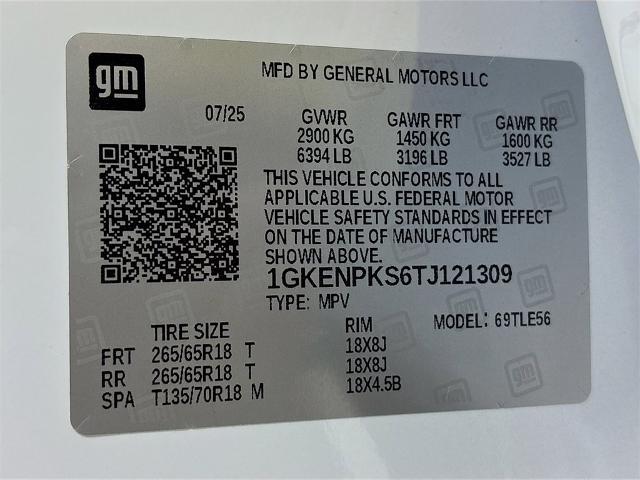 gm
MFD BY GENERAL MOTORS LLC
07/25 GVWR GAWR FRT GAWR RR
2900 KG 1450 KG 1600 KG
6394 LB 3196 LB 3527 LB
THIS VEHICLE CONFORMS TO ALL
APPLICABLE U.S. FEDERAL MOTOR
VEHICLE SAFETY STANDARDS IN EFFECT
ON THE DATE OF MANUFACTURE
SHOWN ABOVE.
1GKENPKS6TJ121309
TYPE: MPV
TIRE SIZE RIM MODEL: 69TLE56
FRT 265/65R18 T 18X8J
RR 265/65R18 T 18X8J
SPA T135/70R18 M 18X4.5B